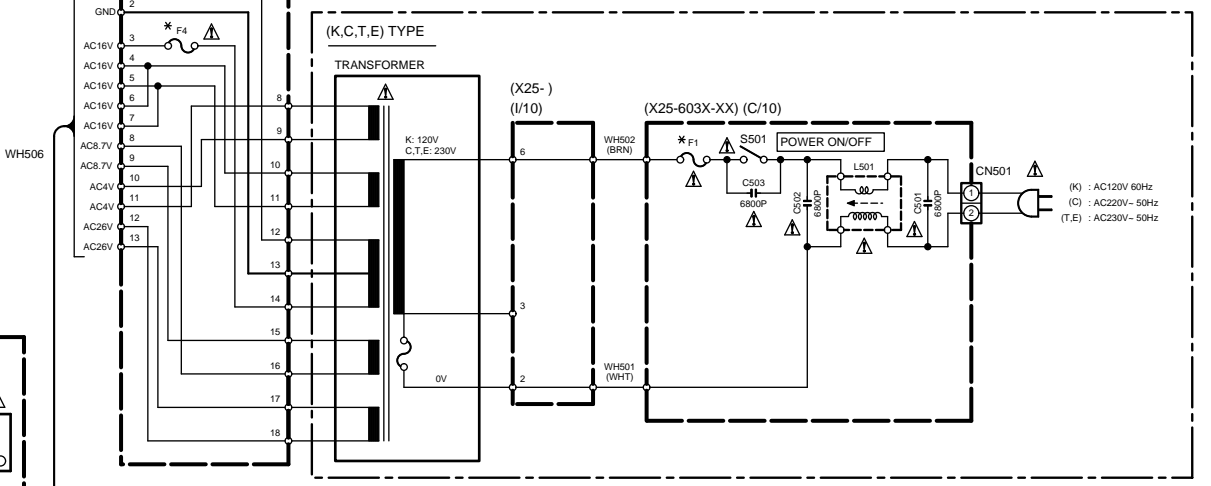 GND 2
AC16V 3
* F4
AC16V 4
AC16V 5
AC16V 6
AC16V 7
AC8.7V 8
AC8.7V 9
AC4V 10
AC4V 11
AC26V 12
AC26V 13
WH506
8
9
10
11
12
13
14
15
16
17
18
(K,C,T,E) TYPE
TRANSFORMER
K: 120V
C,T,E: 230V
0V
(X25- )
(I/10)
6
3
2
WH502
(BRN)
WH501
(WHT)
(X25-603X-XX) (C/10)
* F1
S501
POWER ON/OFF
C503
6800P
C502
6800P
L501
C501
6800P
CN501
1
2
(K) : AC120V 60Hz
(C) : AC220V~ 50Hz
(T,E) : AC230V~ 50Hz